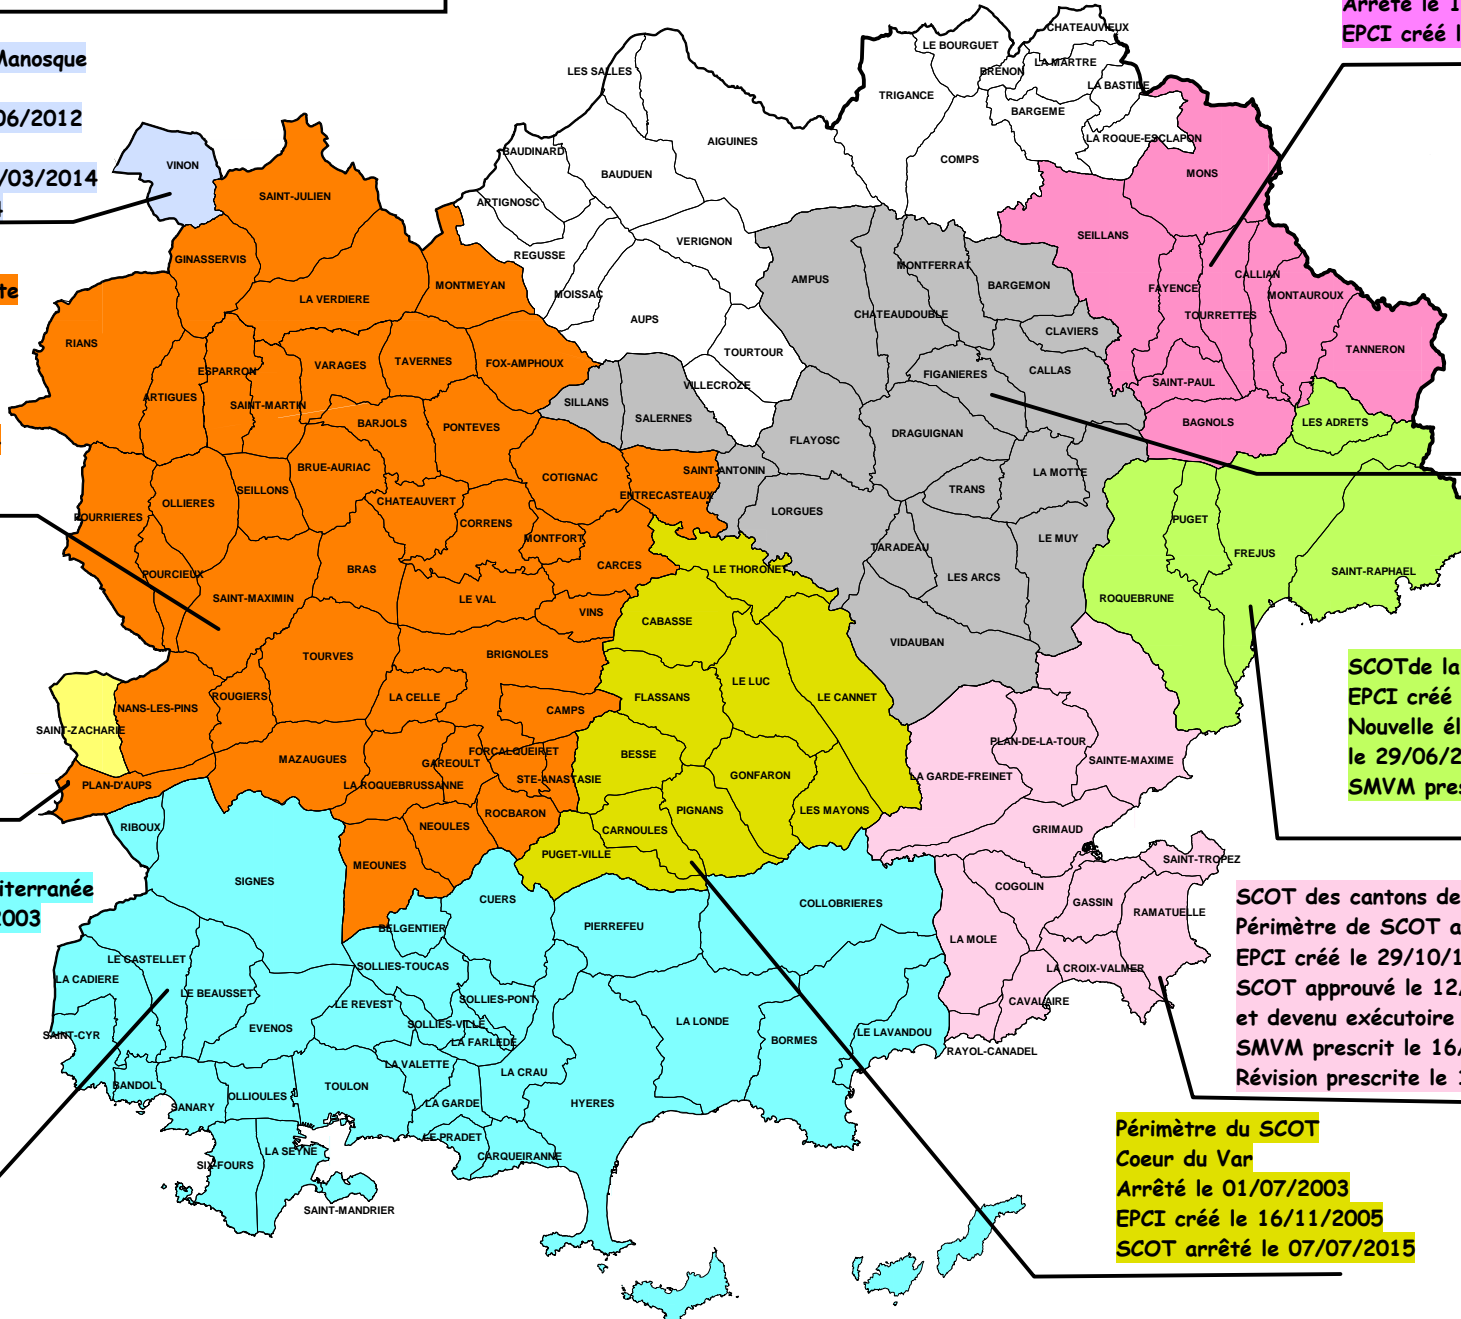 Arrêté le 1
EPCI créé l
Manosque
06/2012
/03/2014
4
te
iterranée
2003
SCOTde la
EPCI créé
Nouvelle él
le 29/06/2
SMVM pres
SCOT des cantons de
Périmètre de SCOT a
EPCI créé le 29/10/1
SCOT approuvé le 12/
et devenu exécutoire
SMVM prescrit le 16/
Révision prescrite le 1
Périmètre du SCOT
Coeur du Var
Arrêté le 01/07/2003
EPCI créé le 16/11/2005
SCOT arrêté le 07/07/2015
CHATEAUVIEUX
LE BOURGUET
LA MARTRE
BRENON
LES SALLES
LA BASTIDE
TRIGANCE
BARGEME
AIGUINES
LA ROQUE-ESCLAPON
BAUDINARD
COMPS
VINON
BAUDUEN
MONS
SAINT-JULIEN
ARTIGNOSC
SEILLANS
VERIGNON
REGUSSE
GINASSERVIS
MONTFERRAT
CALLIAN
AMPUS
MONTMEYAN
BARGEMON
FAYENCE
MOISSAC
MONTAUROUX
LA VERDIERE
CHATEAUDOUBLE
TOURRETTES
AUPS
CLAVIERS
RIANS
TANNERON
TOURTOUR
TAVERNES
FOX-AMPHOUX
VARAGES
ESPARRON
CALLAS
FIGANIERES
SAINT-PAUL
VILLECROZE
ARTIGUES
SILLANS
SAINT-MARTIN
SALERNES
BARJOLS
BAGNOLS
LES ADRETS
PONTEVES
DRAGUIGNAN
FLAYOSC
BRUE-AURIAC
SAINT-ANTONIN
LA MOTTE
COTIGNAC
SEILLONS
TRANS
ENTRECASTEAUX
CHATEAUVERT
OLLIERES
LORGUES
POURRIERES
PUGET
CORRENS
MONTFORT
LE MUY
TARADEAU
FREJUS
CARCES
BRAS
LE THORONET
SAINT-RAPHAEL
POURCIEUX
LES ARCS
SAINT-MAXIMIN
LE VAL
ROQUEBRUNE
VINS
CABASSE
VIDAUBAN
TOURVES
BRIGNOLES
LE LUC
ROUGIERS
LA CELLE
FLASSANS
LE CANNET
NANS-LES-PINS
CAMPS
SAINT-ZACHARIE
PLAN-DE-LA-TOUR
FORCALQUEIRET
BESSE
MAZAUGUES
SAINTE-MAXIME
GAREOULT
GONFARON
LA GARDE-FREINET
STE-ANASTASIE
PLAN-D'AUPS
LA ROQUEBRUSSANNE
PIGNANS
LES MAYONS
ROCBARON
RIBOUX
NEOULES
CARNOULES
GRIMAUD
PUGET-VILLE
SAINT-TROPEZ
MEOUNES
SIGNES
COGOLIN
CUERS
GASSIN
COLLOBRIERES
RAMATUELLE
BELGENTIER
PIERREFEU
LA MOLE
LE CASTELLET
SOLLIES-TOUCAS
LA CROIX-VALMER
LA CADIERE
LE BEAUSSET
SOLLIES-PONT
CAVALAIRE
LE REVEST
LA LONDE
SOLLIES-VILLE
EVENOS
LE LAVANDOU
SAINT-CYR
BORMES
LA FARLEDE
RAYOL-CANADEL
LA VALETTE
LA CRAU
BANDOL
TOULON
OLLIOULES
LA GARDE
HYERES
SANARY
LE PRADET
LA SEYNE
CARQUEIRANNE
SIX-FOURS
SAINT-MANDRIER